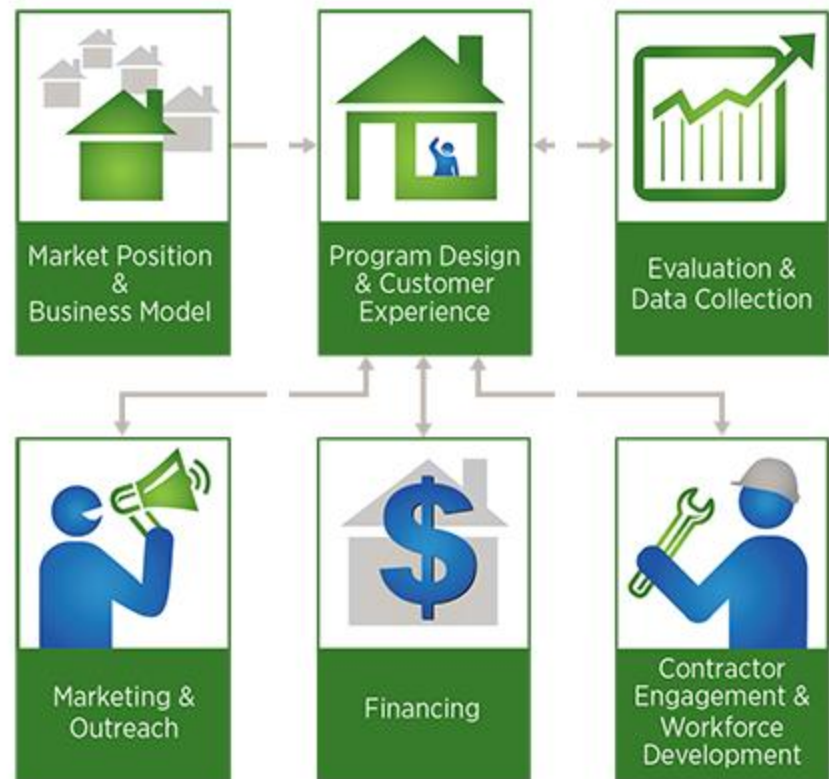 Market Position
&
Business Model
Program Design
& Customer
Experience
Evaluation &
Data Collection
Marketing &
Outreach
$
Financing
Contractor
Engagement &
Workforce
Development